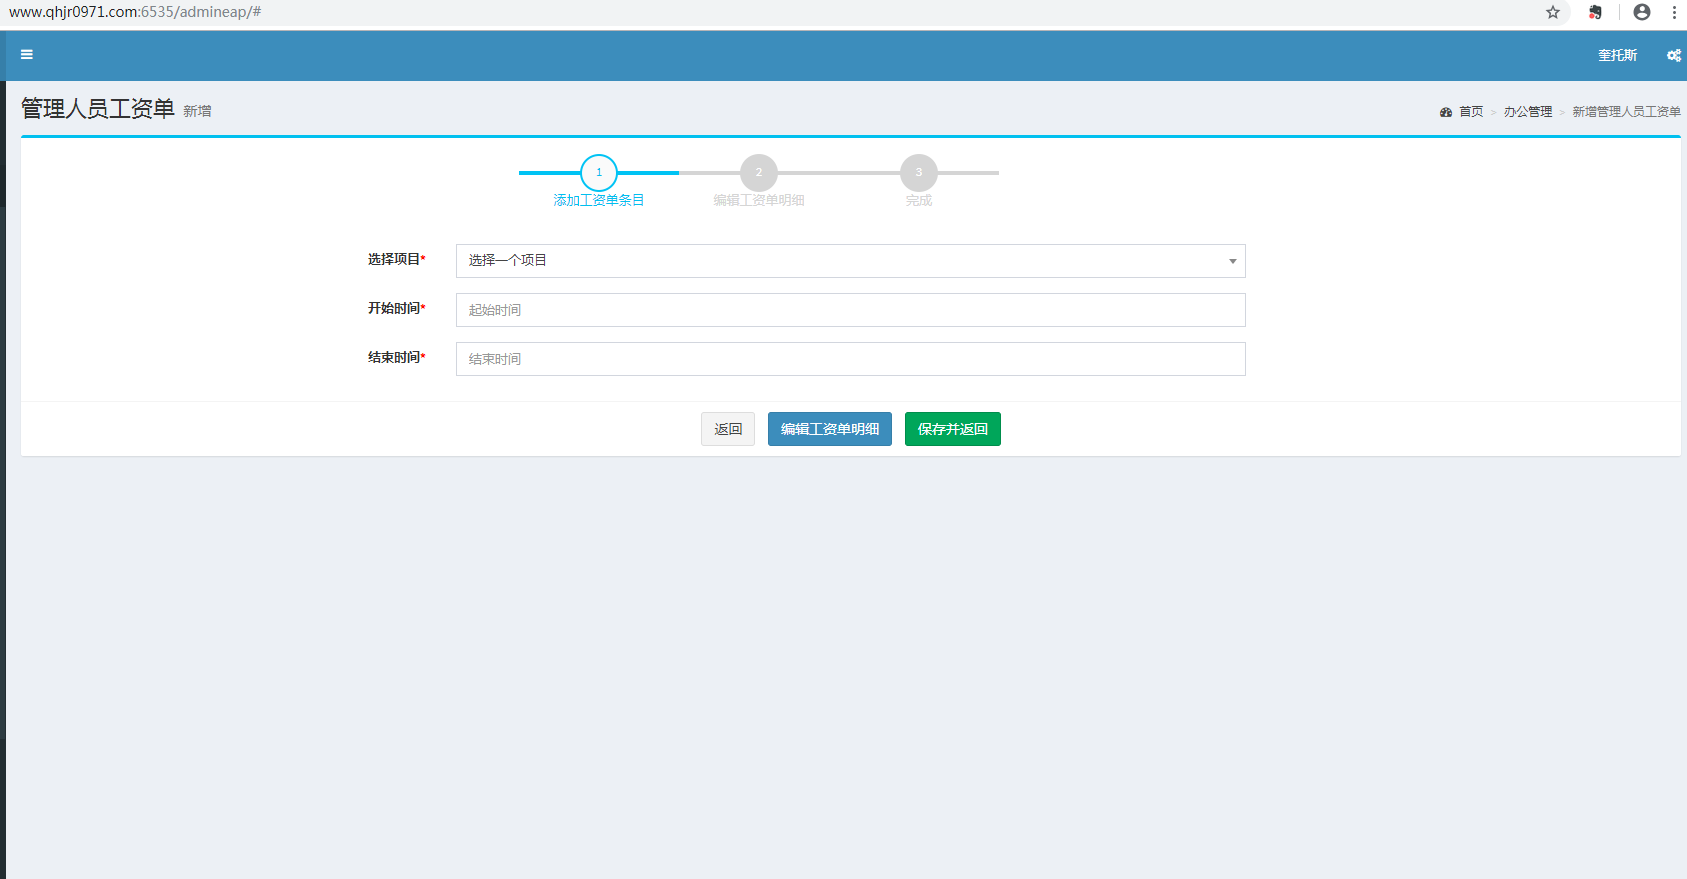 www.qhjr0971.com:6535/admineap/#
奎托斯
管理人员工资单 新增
首页 > 办公管理 > 新增管理人员工资单
1 2 3
添加工资单条目 编辑工资单明细 完成
选择项目* 选择一个项目
开始时间* 起始时间
结束时间* 结束时间
返回 编辑工资单明细 保存并返回